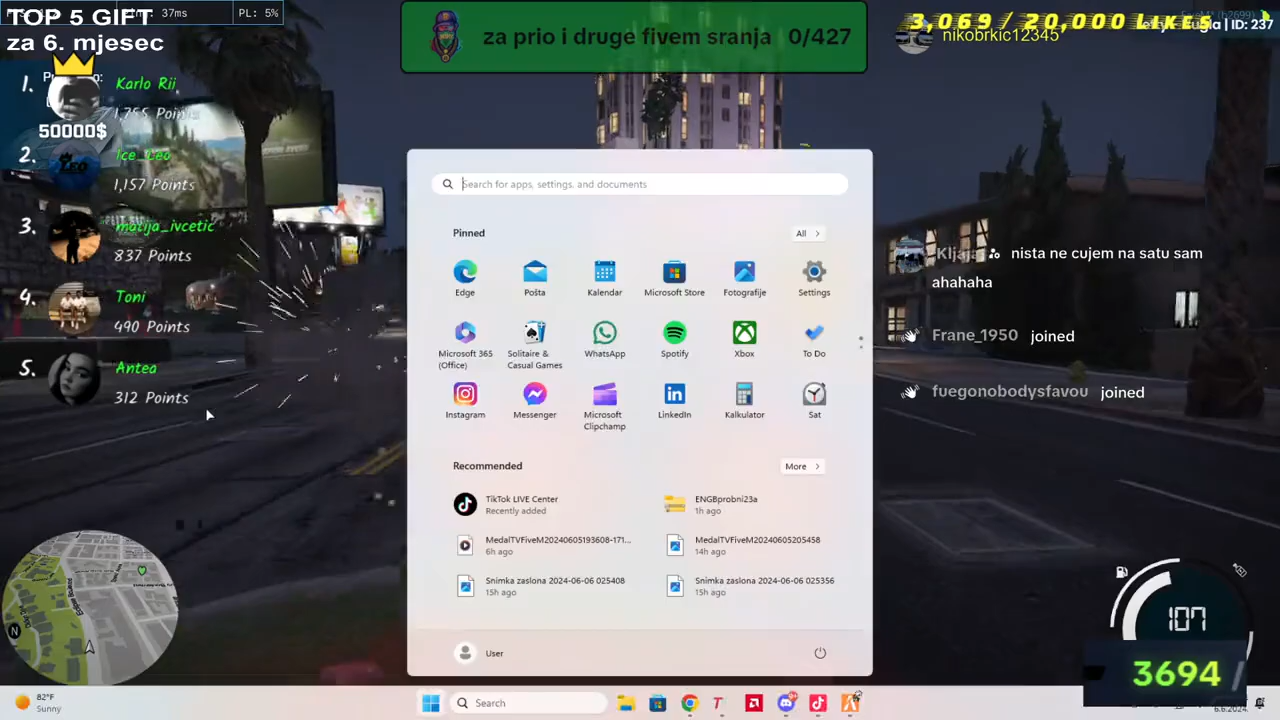 TOP 5 GIFT
za 6. mjesec
37ms
PL: 5%
1.
Karlo Rii
1,755 Points
50000$
2.
Ice_Leo
1,157 Points
3.
matija_ivcetic
837 Points
4.
Toni
490 Points
5.
Antea
312 Points
N
za prio i druge fivem sranja 0/427
3,069 / 20,000 LIKES
| ID: 237
nikobrkic12345
nista ne cujem na satu sam
ahahaha
Frane_1950 joined
fuegonobodysfavou joined
Search for apps, settings, and documents
Pinned
All
Edge
Pošta
Kalendar
Microsoft Store
Fotografije
Settings
Microsoft 365
(Office)
Solitaire &
Casual Games
WhatsApp
Spotify
Xbox
To Do
Instagram
Messenger
Microsoft
Clipchamp
LinkedIn
Kalkulator
Sat
Recommended
More
TikTok LIVE Center
Recently added
ENGBprobni23a
1h ago
MedalTVFiveM20240605193608-171...
6h ago
MedalTVFiveM20240605205458
14h ago
Snimka zaslona 2024-06-06 025408
15h ago
Snimka zaslona 2024-06-06 025356
15h ago
User
107
3694 /
82°F
Sunny
Search
6.6.2024.